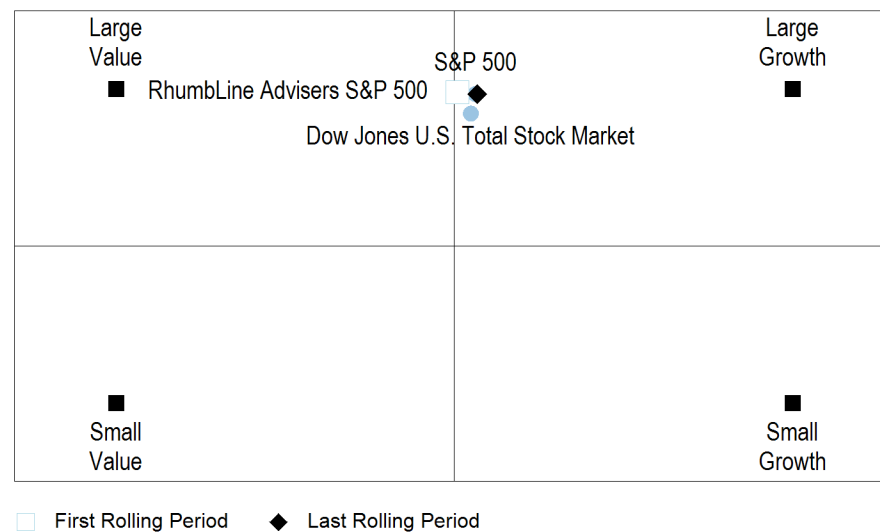 Large
Value
Large
Growth
S&P 500
RhumbLine Advisers S&P 500
Dow Jones U.S. Total Stock Market
Small
Value
Small
Growth
First Rolling Period
Last Rolling Period